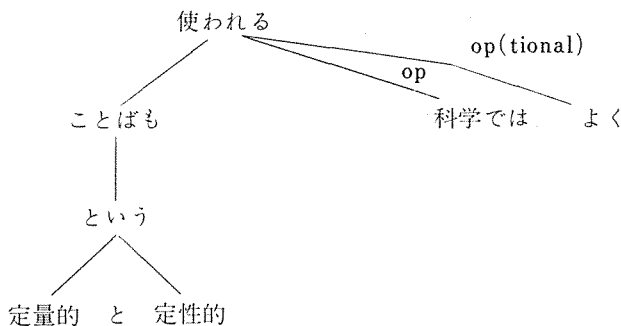 使われる
op(tional)
op
ことばも 科学では よく
という
定量的 と 定性的